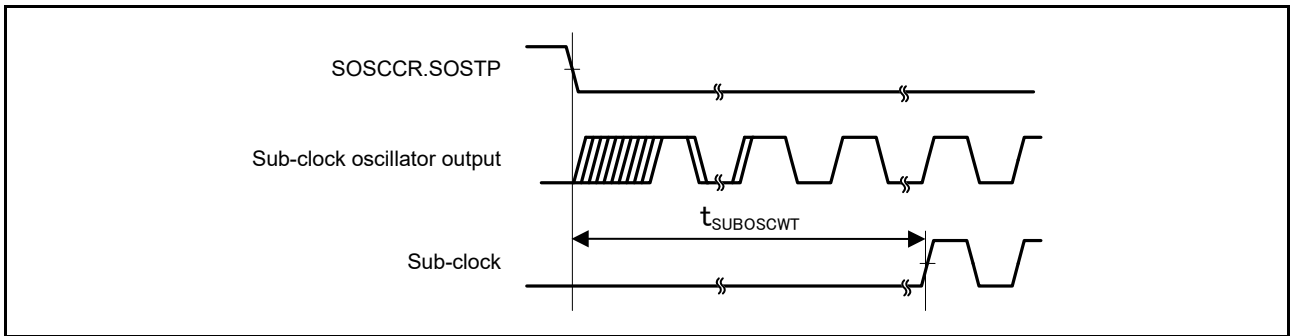 SOSCCR.SOSTP
Sub-clock oscillator output
tSUBOSCWT
Sub-clock